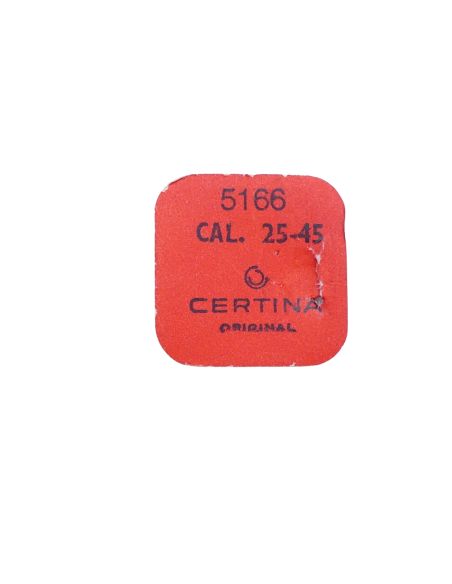 5166
CAL. 25-45
CERTINA
ORIGINAL